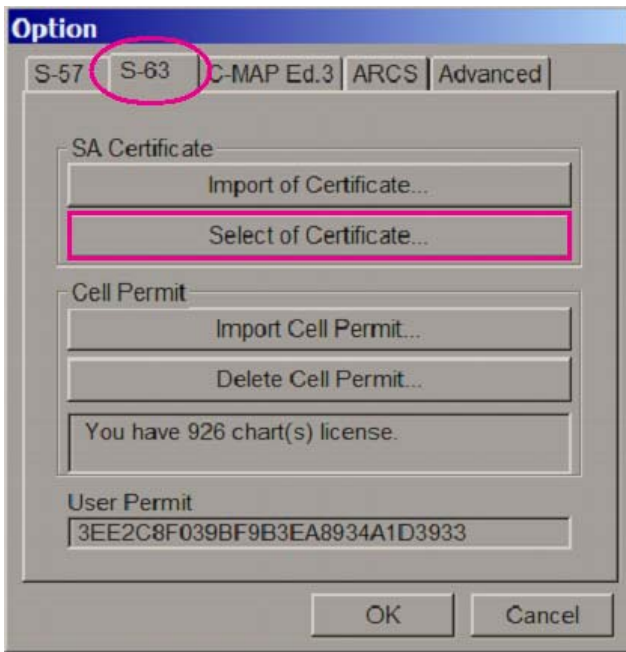 Option
S-57 S-63 C-MAP Ed.3 ARCS Advanced
SA Certificate
Import of Certificate...
Select of Certificate...
Cell Permit
Import Cell Permit...
Delete Cell Permit...
You have 926 chart(s) license.
User Permit
3EE2C8F039BF9B3EA8934A1D3933
OK Cancel